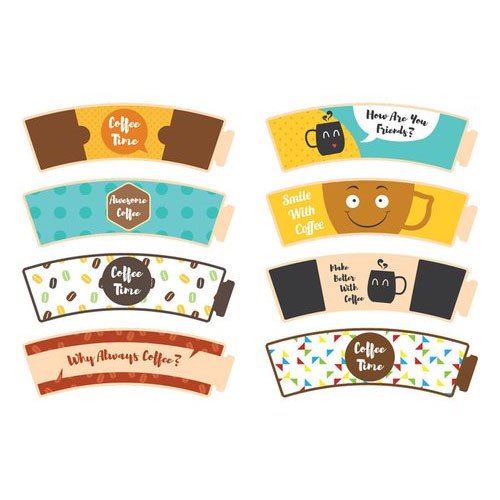 Coffee
Time
Awesome
Coffee
Coffee
Time
Why Always Coffee?
How Are You
Friends?
Smile
With
Coffee
Make
Better
With
Coffee
Coffee
Time